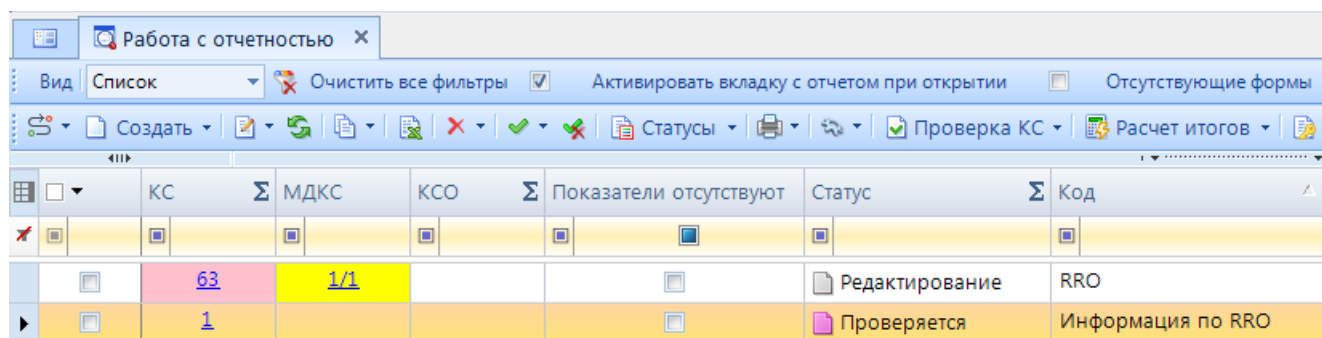 Работа с отчетностью
Вид Список Очистить все фильтры Активировать вкладку с отчетом при открытии Отсутствующие формы
Создать Статусы Проверка КС Расчет итогов
КС Σ МДКС КСО Σ Показатели отсутствуют Статус Σ Код
63 1/1 Редактирование RRO
1 Проверяется Информация по RRO